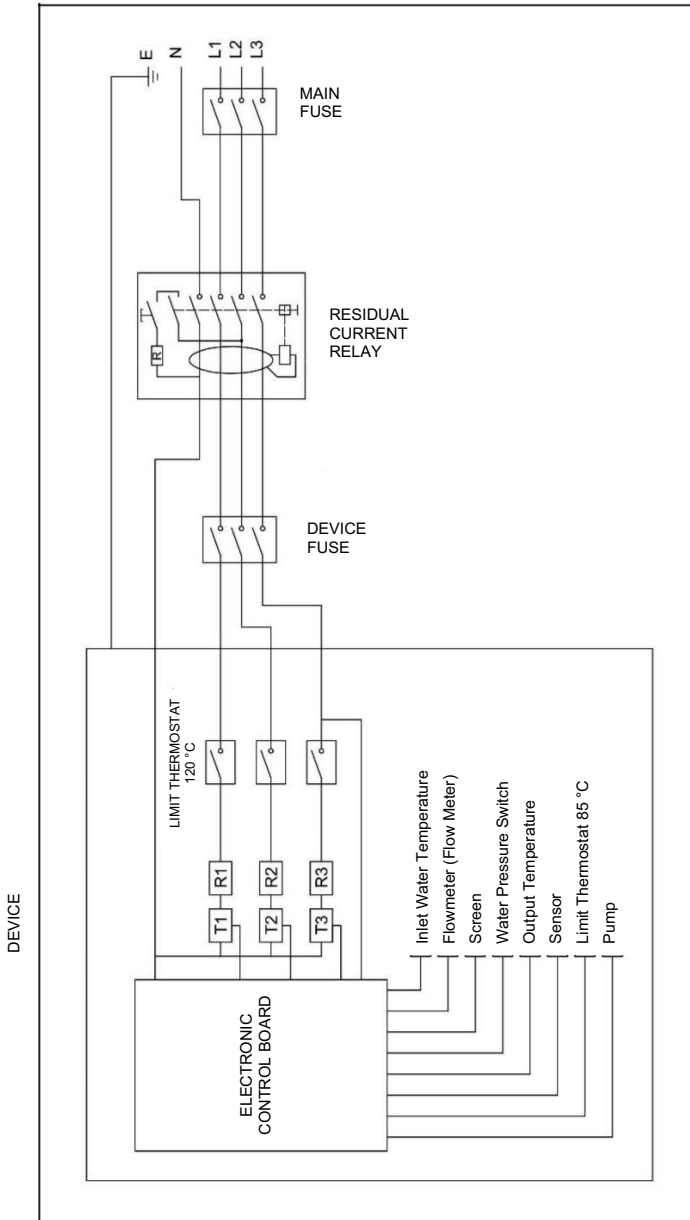 E
N
L1
L2
L3
MAIN
FUSE
R
RESIDUAL
CURRENT
RELAY
DEVICE
FUSE
LIMIT THERMOSTAT
120 °C
R1
R2
R3
T1
T2
T3
ELECTRONIC
CONTROL BOARD
Inlet Water Temperature
Flowmeter (Flow Meter)
Screen
Water Pressure Switch
Output Temperature
Sensor
Limit Thermostat 85 °C
Pump
DEVICE